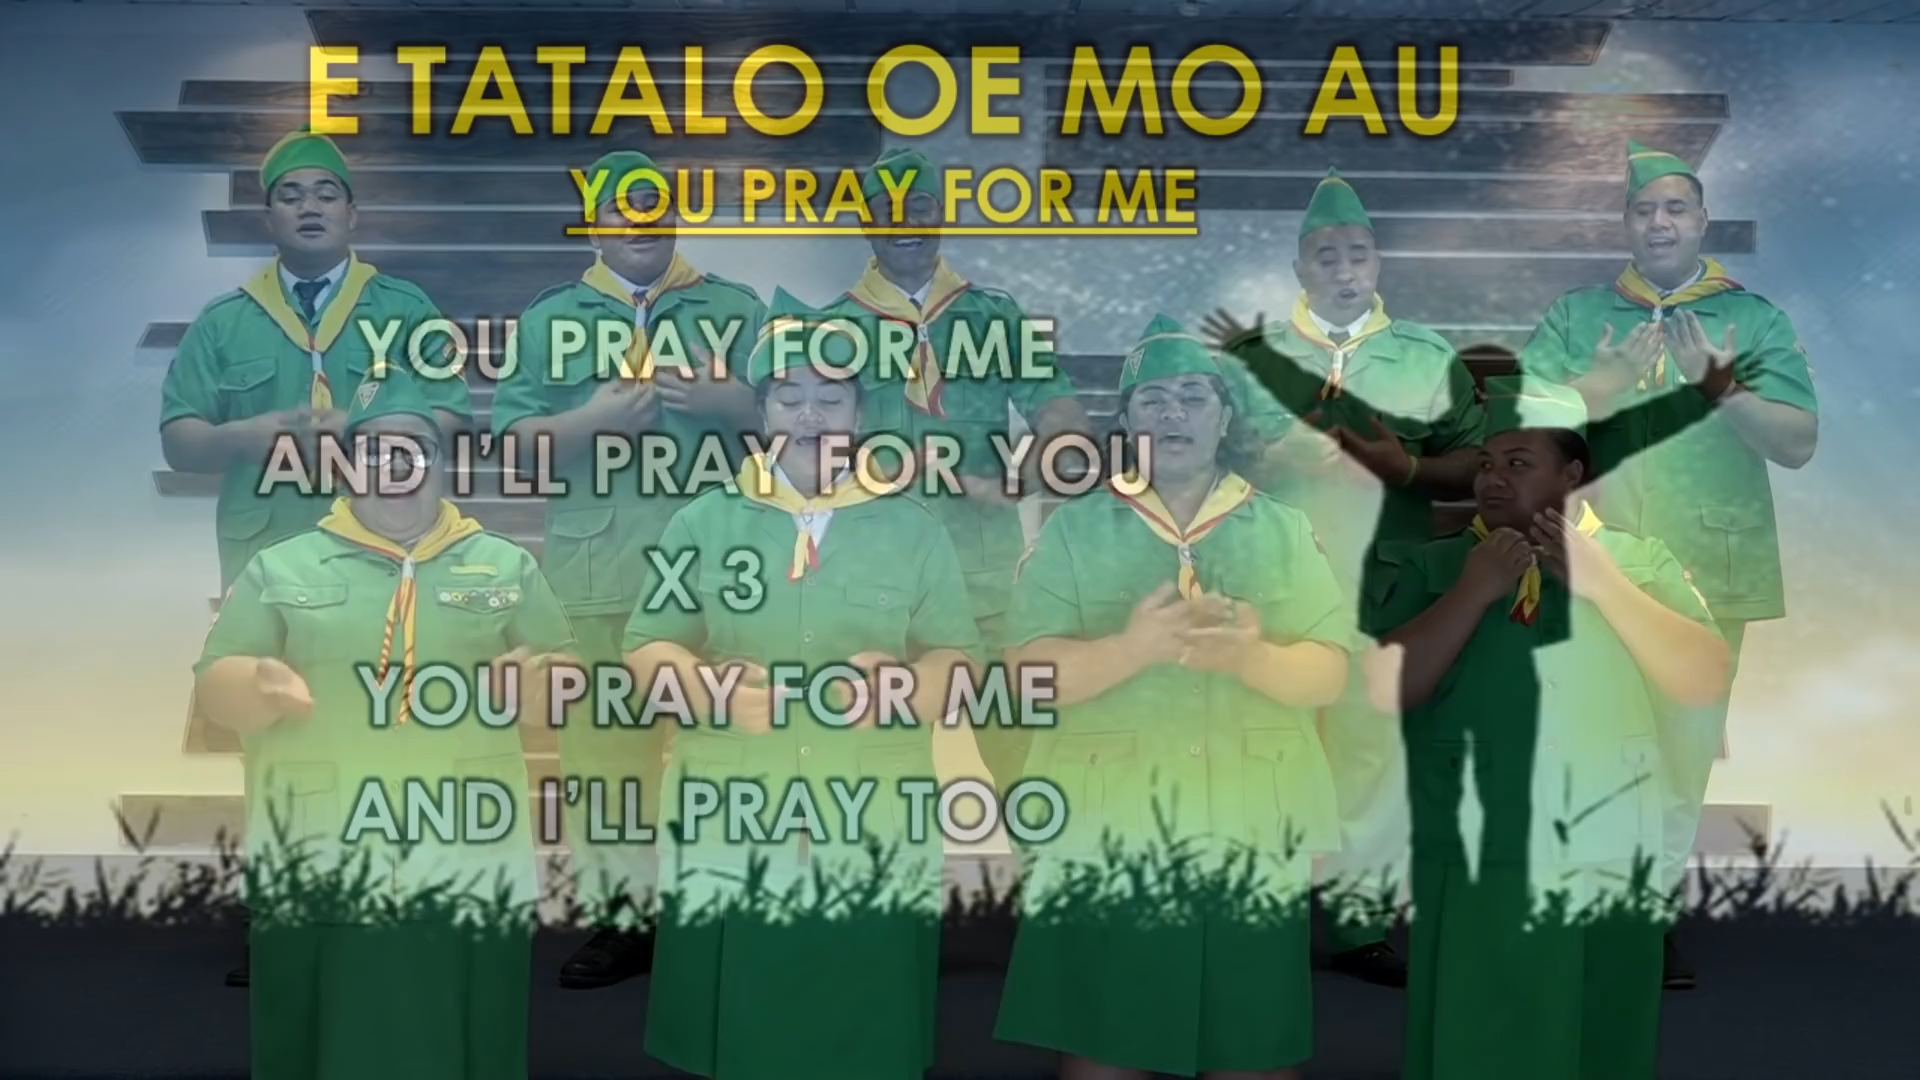 E TATALO OE MO AU
YOU PRAY FOR ME
YOU PRAY FOR ME
AND I'LL PRAY FOR YOU
X 3
YOU PRAY FOR ME
AND I'LL PRAY TOO